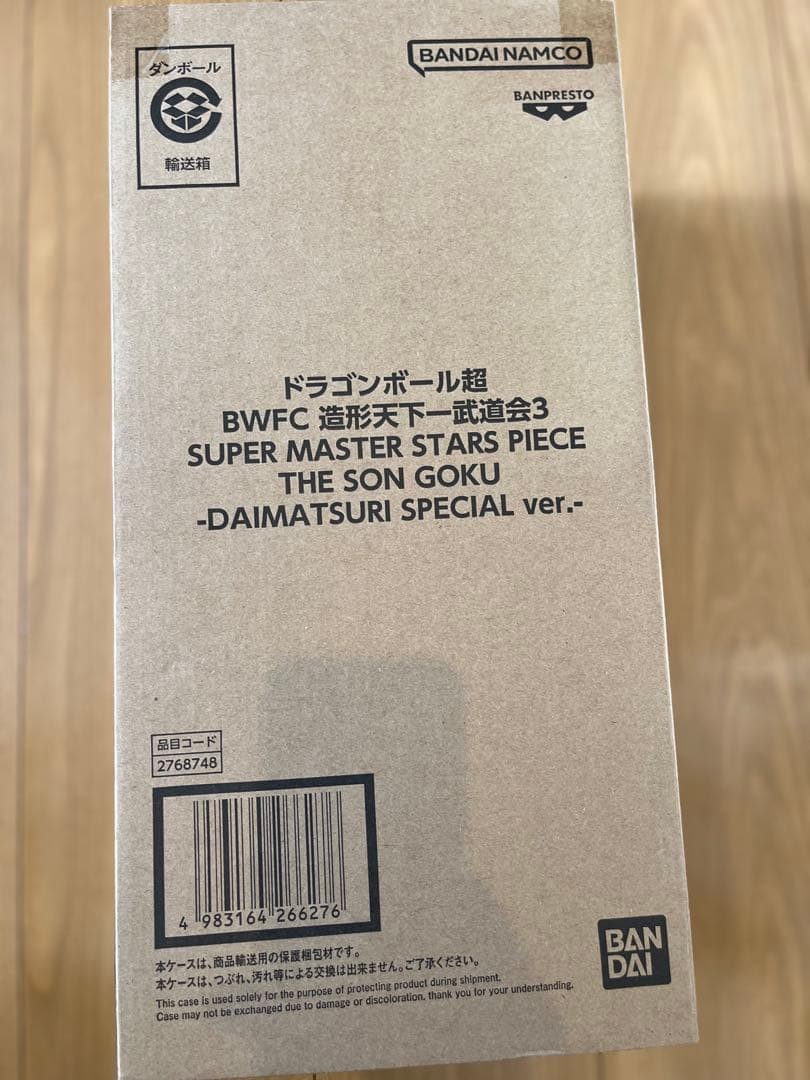 ダンボール
輸送箱
BANDAI NAMCO
BANPRESTO
ドラゴンボール超
BWFC 造形天下一武道会3
SUPER MASTER STARS PIECE
THE SON GOKU
-DAIMATSURI SPECIAL ver.-
品目コード
2768748
4 983164 266276
本ケースは、商品輸送用の保護梱包材です。
本ケースは、つぶれ、汚れ等による交換は出来ません。ご了承ください。
This case is used solely for the purpose of protecting product during shipment.
Case may not be exchanged due to damage or discoloration. thank you for your understanding.
BAN
DAI